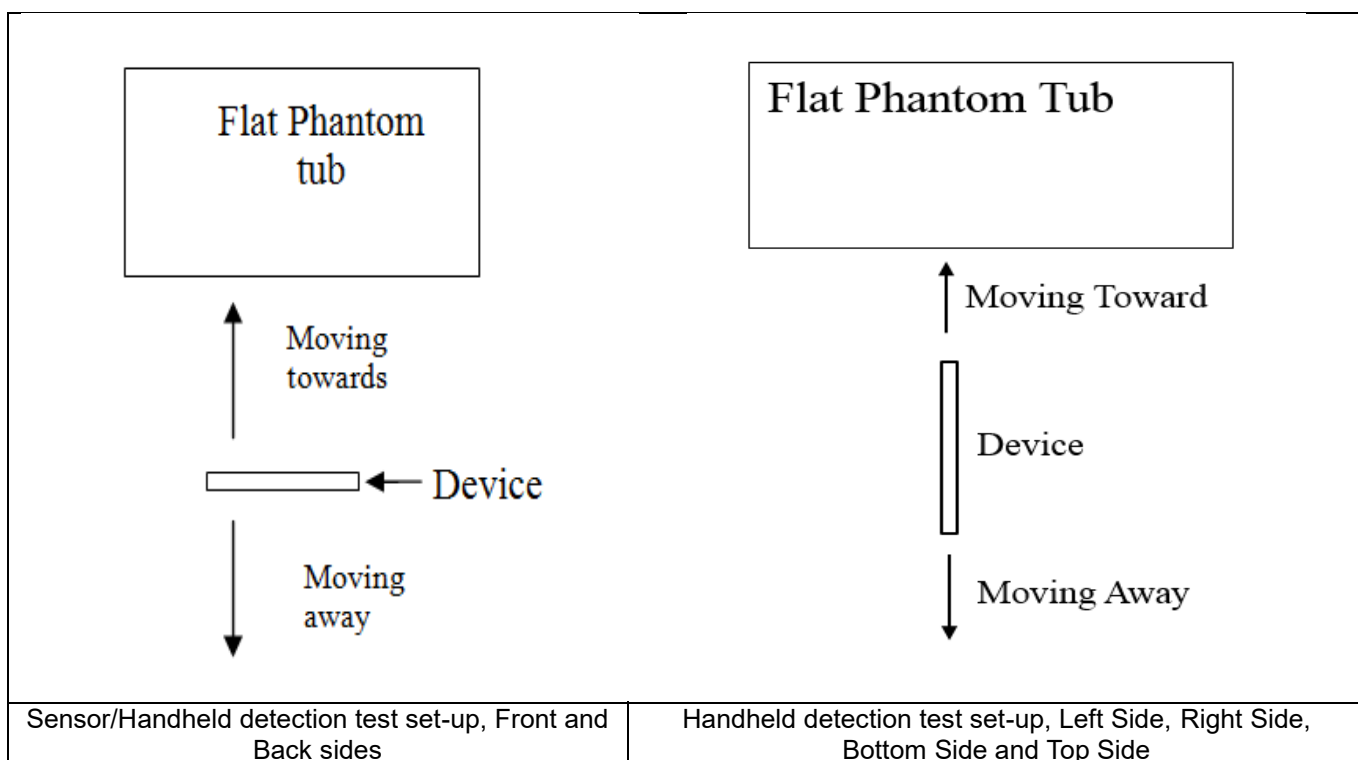 Flat Phantom
tub
Moving
towards
Device
Moving
away
Flat Phantom Tub
Moving Toward
Device
Moving Away
Sensor/Handheld detection test set-up, Front and
Back sides
Handheld detection test set-up, Left Side, Right Side,
Bottom Side and Top Side